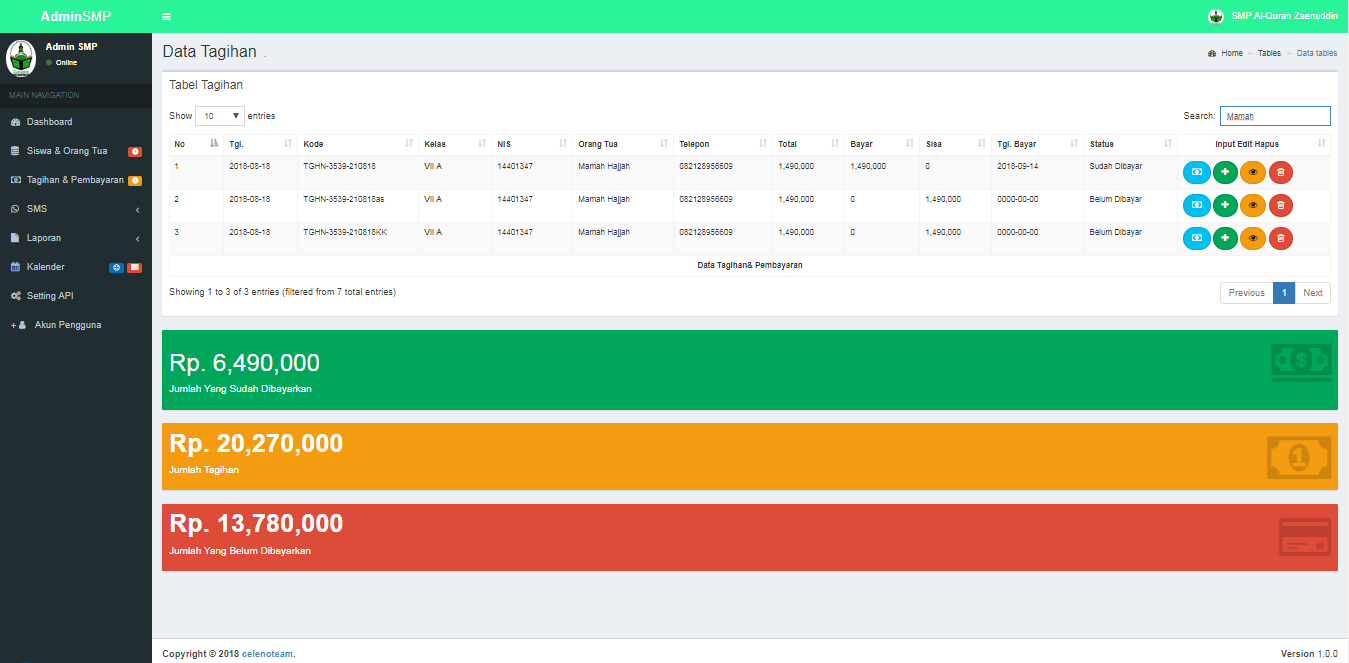 AdminSMP
SMP Al-Quran Zaenuddin
Admin SMP
Online
MAIN NAVIGATION
Dashboard
Siswa & Orang Tua
Tagihan & Pembayaran
SMS
Laporan
Kalender
Setting API
+ Akun Pengguna
Data Tagihan .
Home > Tables > Data tables
Tabel Tagihan
Show 10 entries
Search: Mamah
No Tgl. Kode Kelas NIS Orang Tua Telepon Total Bayar Sisa Tgl. Bayar Status Input Edit Hapus
1 2018-08-18 TGHN-3539-210818 VII A 14401347 Mamah Hajjah 082128956609 1,490,000 1,490,000 0 2018-09-14 Sudah Dibayar
2 2018-08-18 TGHN-3539-210818as VII A 14401347 Mamah Hajjah 082128956609 1,490,000 0 1,490,000 0000-00-00 Belum Dibayar
3 2018-08-18 TGHN-3539-210818KK VII A 14401347 Mamah Hajjah 082128956609 1,490,000 0 1,490,000 0000-00-00 Belum Dibayar
Data Tagihan& Pembayaran
Showing 1 to 3 of 3 entries (filtered from 7 total entries)
Previous 1 Next
Rp. 6,490,000
Jumlah Yang Sudah Dibayarkan
Rp. 20,270,000
Jumlah Tagihan
Rp. 13,780,000
Jumlah Yang Belum Dibayarkan
Copyright © 2018 celenoteam.
Version 1.0.0